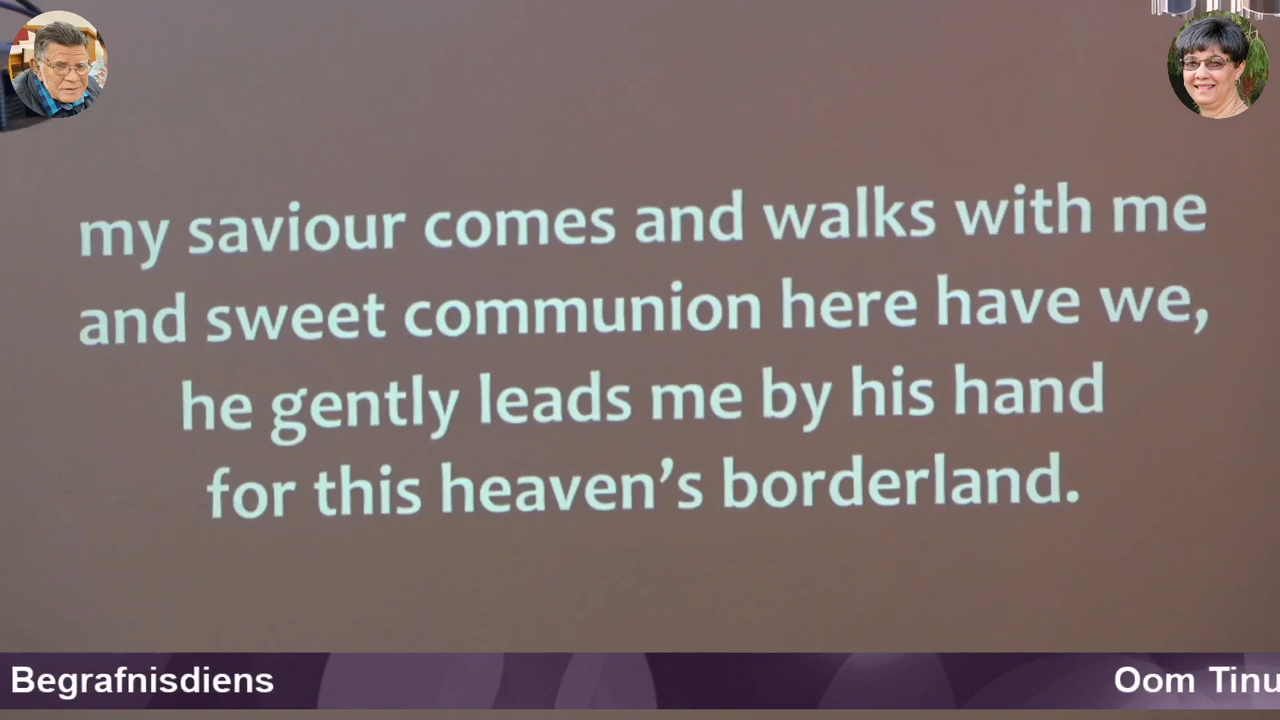 my saviour comes and walks with me
and sweet communion here have we,
he gently leads me by his hand
for this heaven’s borderland.
Begrafnisdiens
Oom Tinu